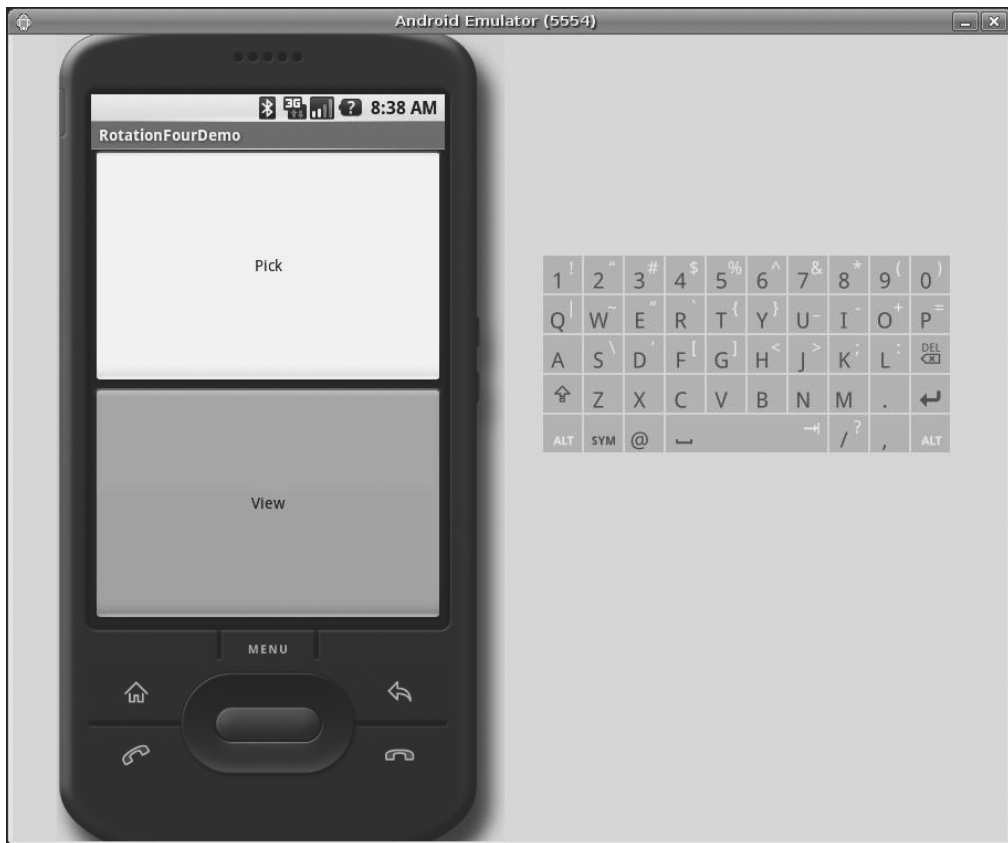 Android Emulator (5554)
3G ? 8:38 AM
RotationFourDemo
Pick
View
MENU
1 ! 2 " 3 # 4 $ 5 % 6 ^ 7 & 8 * 9 ( 0 )
Q | W ~ E " R ` T { Y } U _ I - O + P =
A S \ D ' F [ G ] H < J > K ; L : DEL
Z X C V B N M .
ALT SYM @ / ? , ALT